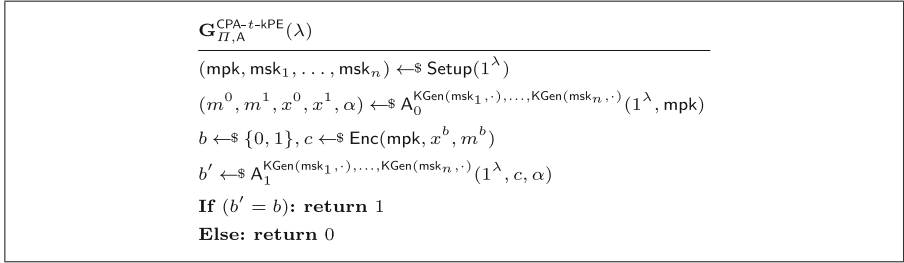 G^{CPA-t-kPE}_{Π,A}(λ)
(mpk, msk_1, . . . , msk_n) ←$ Setup(1^λ)
(m^0, m^1, x^0, x^1, α) ←$ A_0^{KGen(msk_1,·),...,KGen(msk_n,·)}(1^λ, mpk)
b ←$ {0, 1}, c ←$ Enc(mpk, x^b, m^b)
b′ ←$ A_1^{KGen(msk_1,·),...,KGen(msk_n,·)}(1^λ, c, α)
If (b′ = b): return 1
Else: return 0